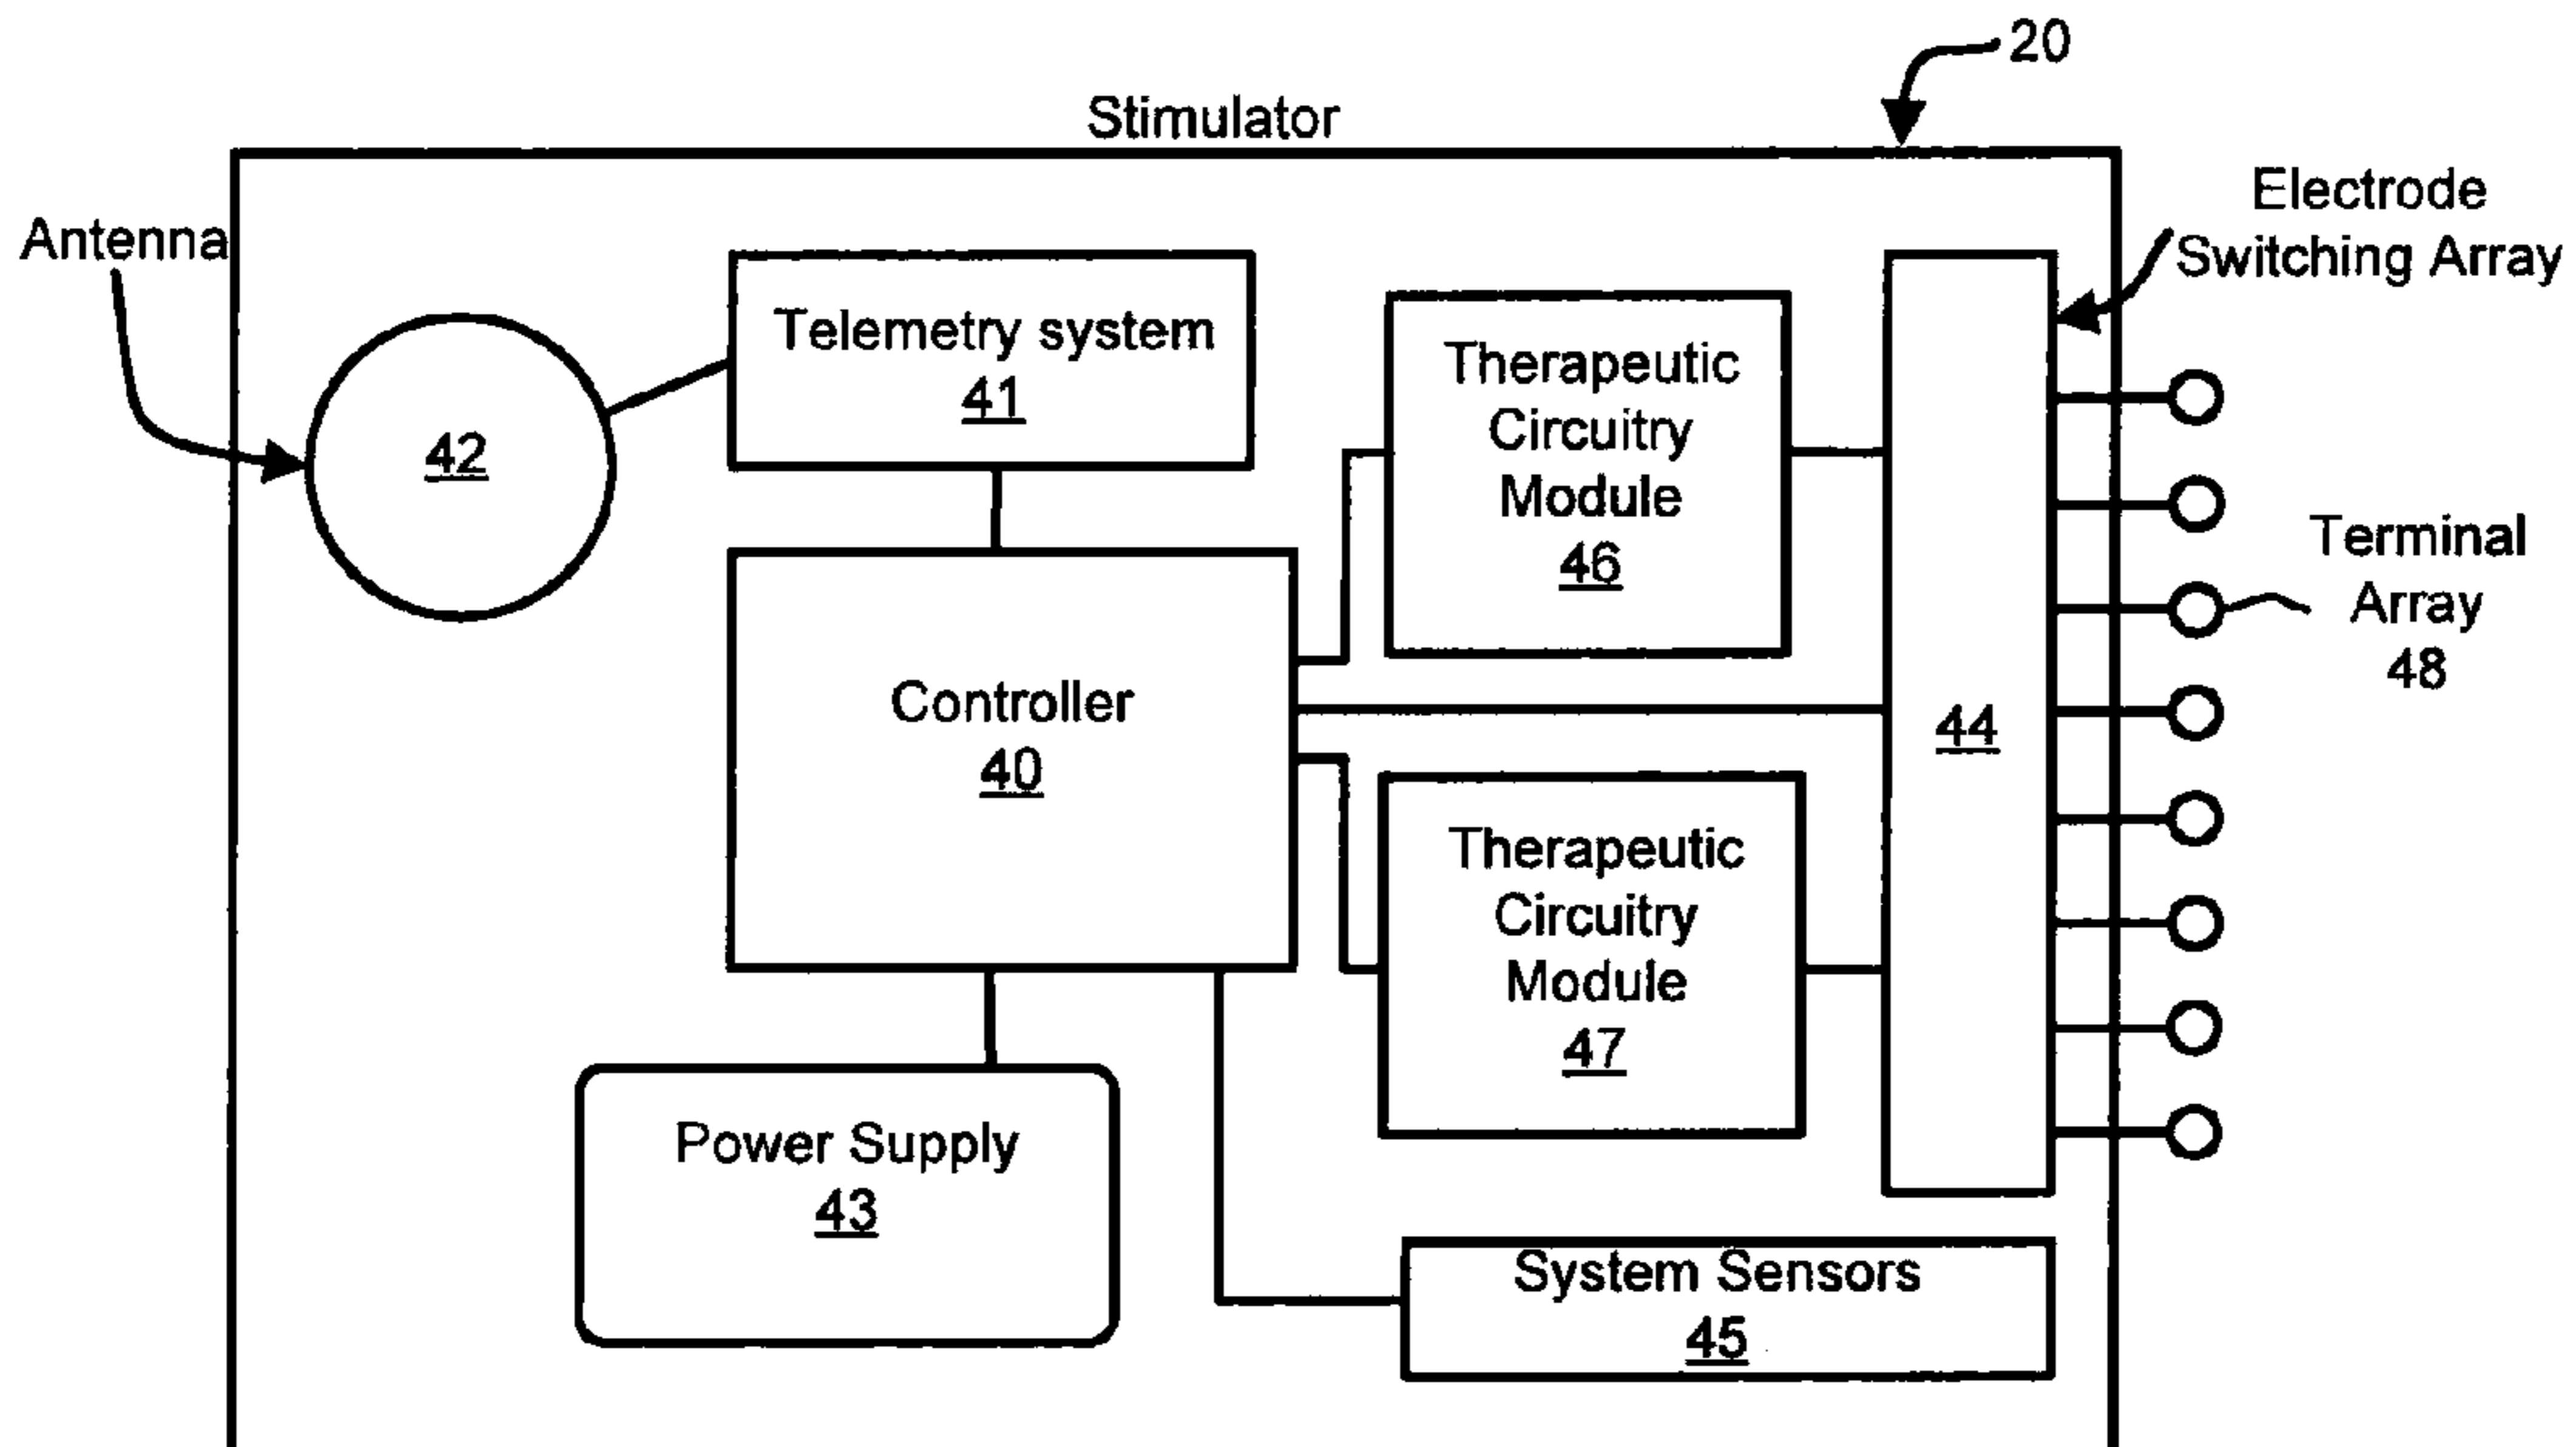 20
Stimulator
Electrode
Switching Array
Antenna
Telemetry system
41
42
Therapeutic
Circuitry
Module
46
Terminal
Array
48
Controller
40
44
Therapeutic
Circuitry
Module
47
Power Supply
43
System Sensors
45